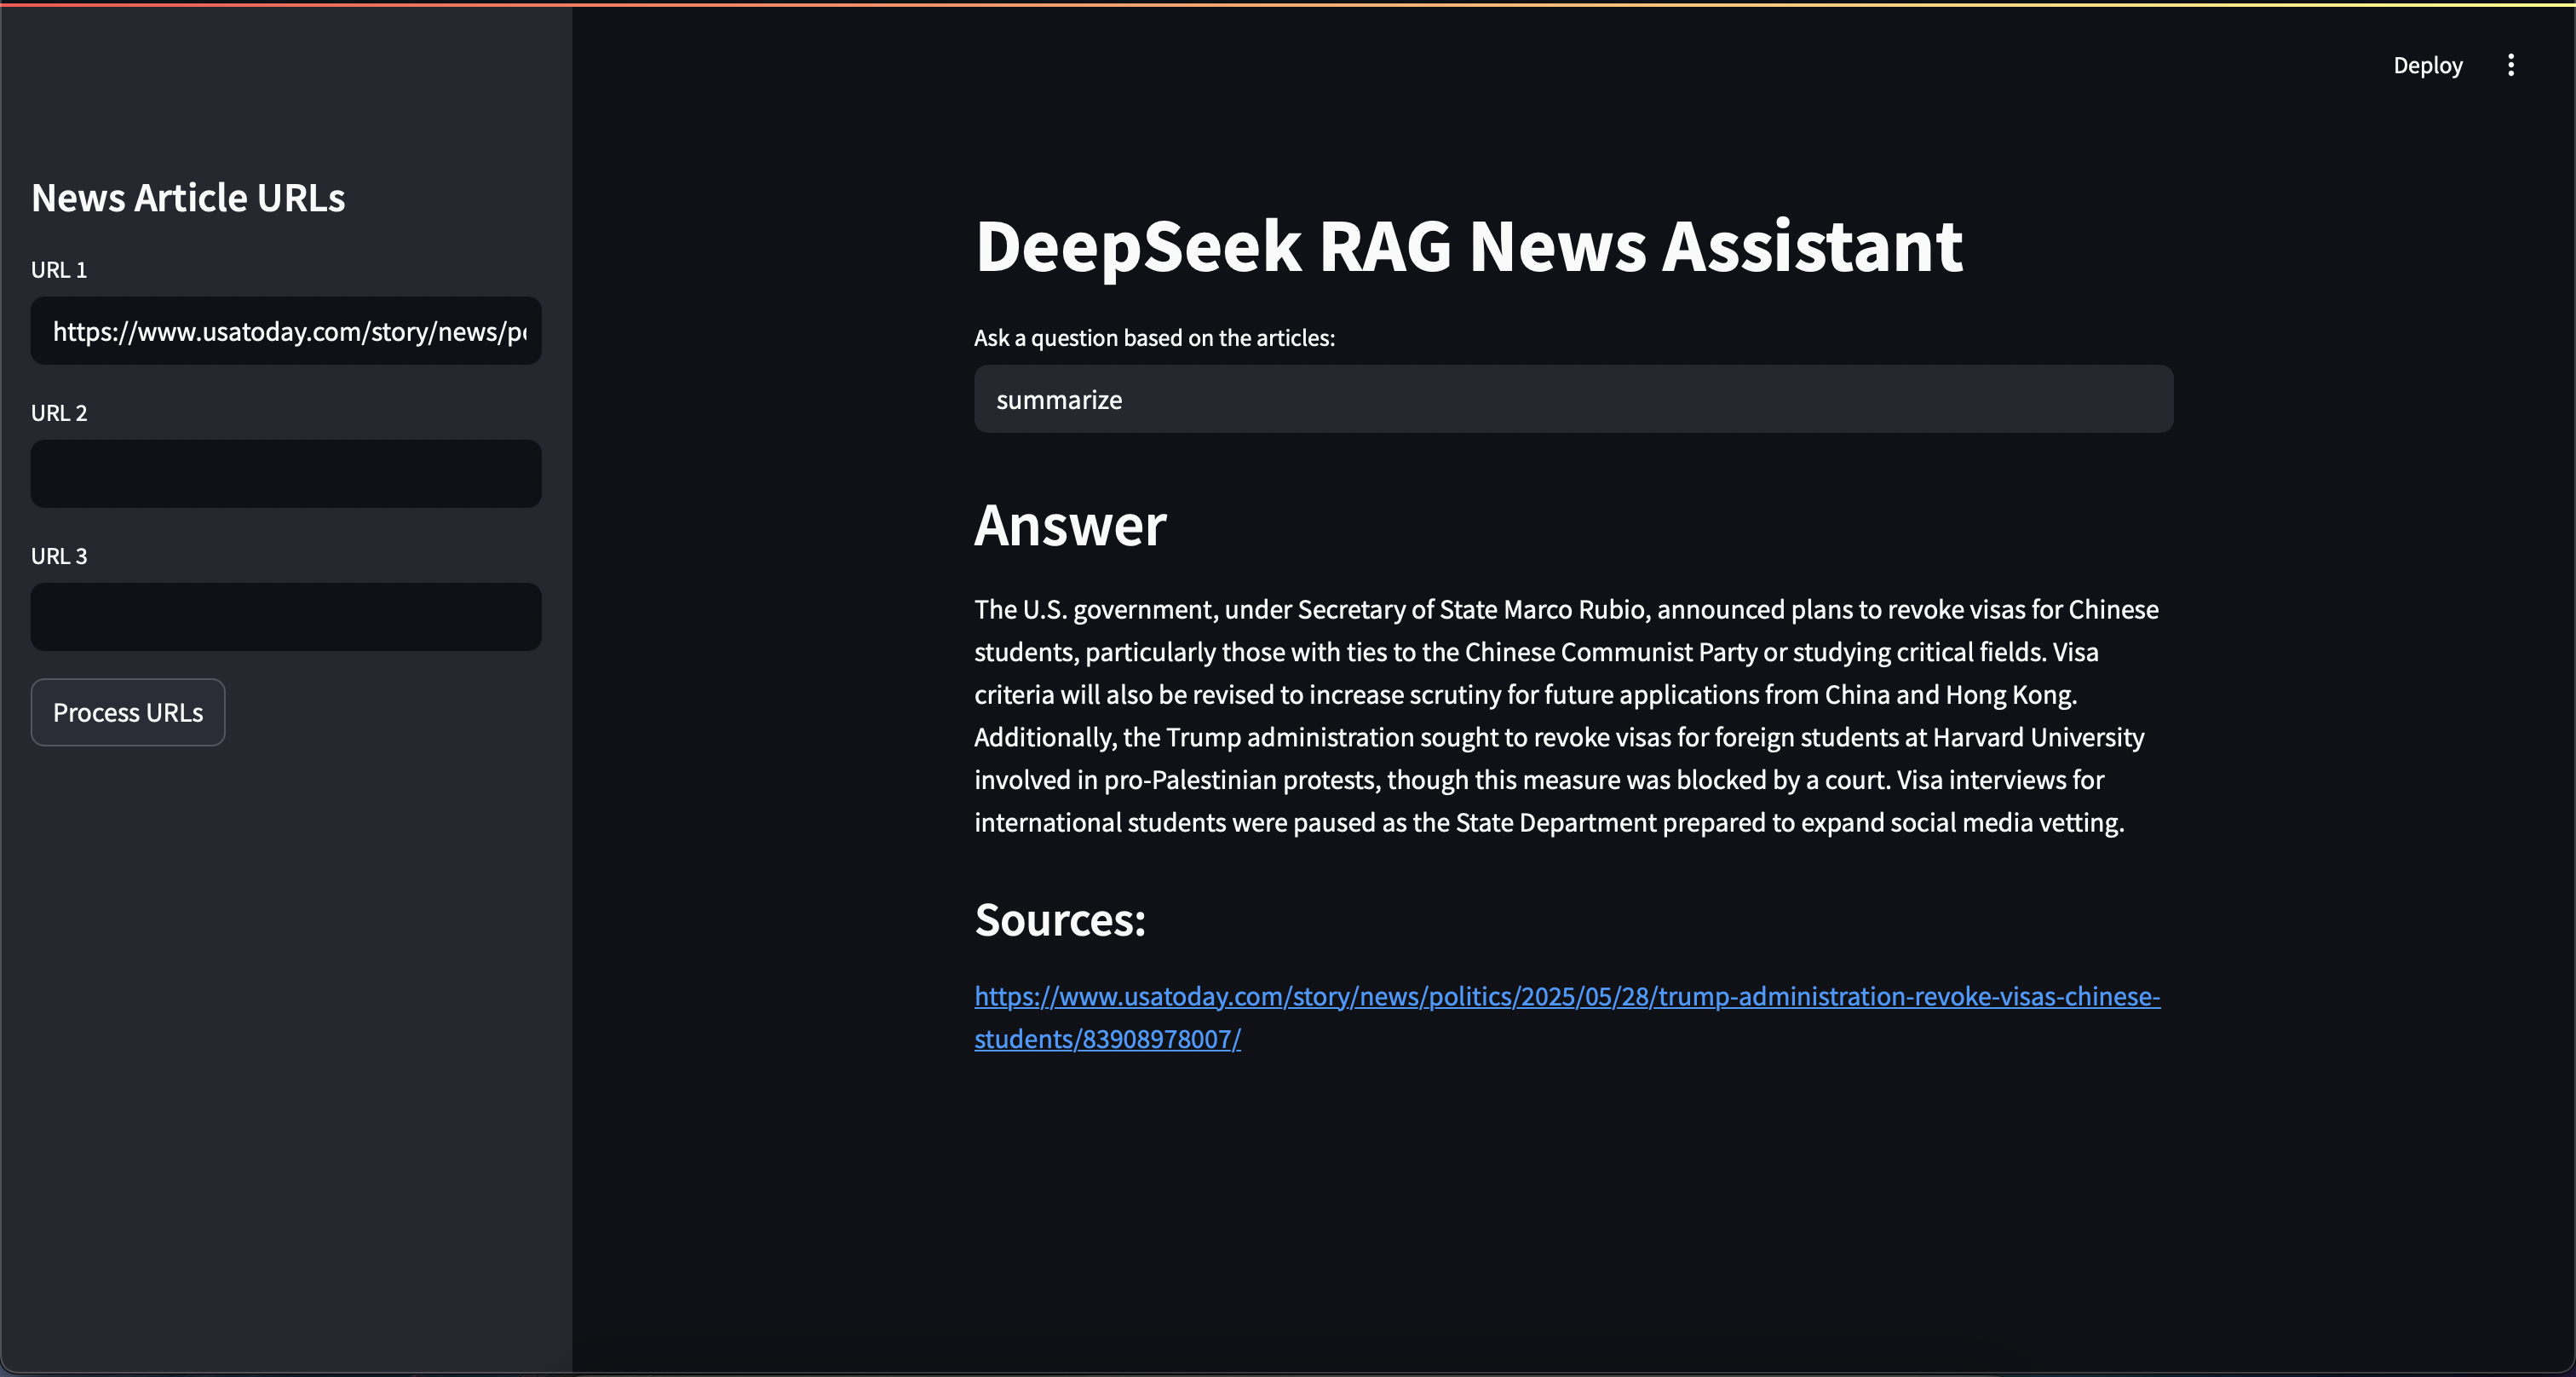 Deploy
News Article URLs
URL 1
https://www.usatoday.com/story/news/po
URL 2
URL 3
Process URLs
DeepSeek RAG News Assistant
Ask a question based on the articles:
summarize
Answer
The U.S. government, under Secretary of State Marco Rubio, announced plans to revoke visas for Chinese
students, particularly those with ties to the Chinese Communist Party or studying critical fields. Visa
criteria will also be revised to increase scrutiny for future applications from China and Hong Kong.
Additionally, the Trump administration sought to revoke visas for foreign students at Harvard University
involved in pro-Palestinian protests, though this measure was blocked by a court. Visa interviews for
international students were paused as the State Department prepared to expand social media vetting.
Sources:
https://www.usatoday.com/story/news/politics/2025/05/28/trump-administration-revoke-visas-chinese-
students/83908978007/